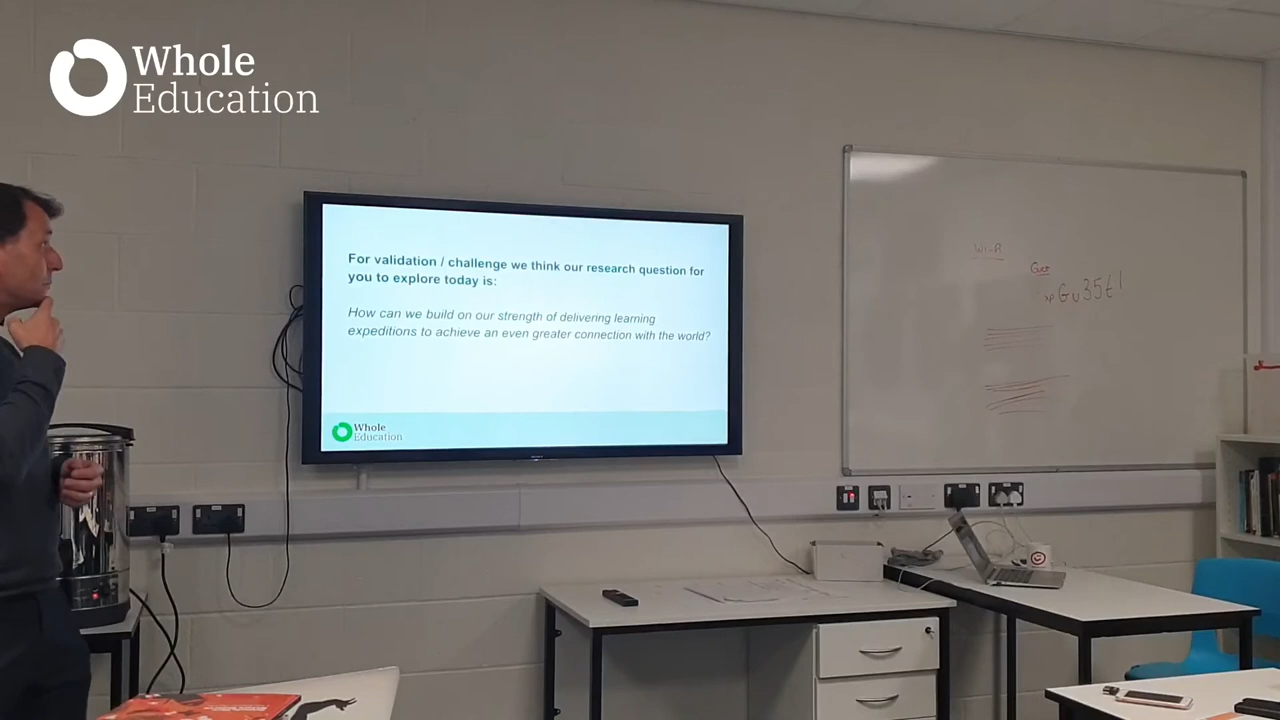 Whole
Education
For validation / challenge we think our research question for
you to explore today is:
How can we build on our strength of delivering learning
expeditions to achieve an even greater connection with the world?
Whole
Education
Gu35t!